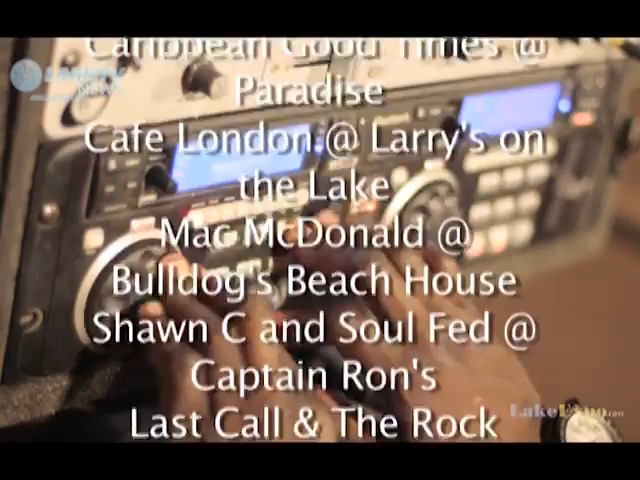 Caribbean Good Times @
Paradise
Cafe London @ Larry's on
the Lake
Mac McDonald @
Bulldog's Beach House
Shawn C and Soul Fed @
Captain Ron's
Last Call & The Rock